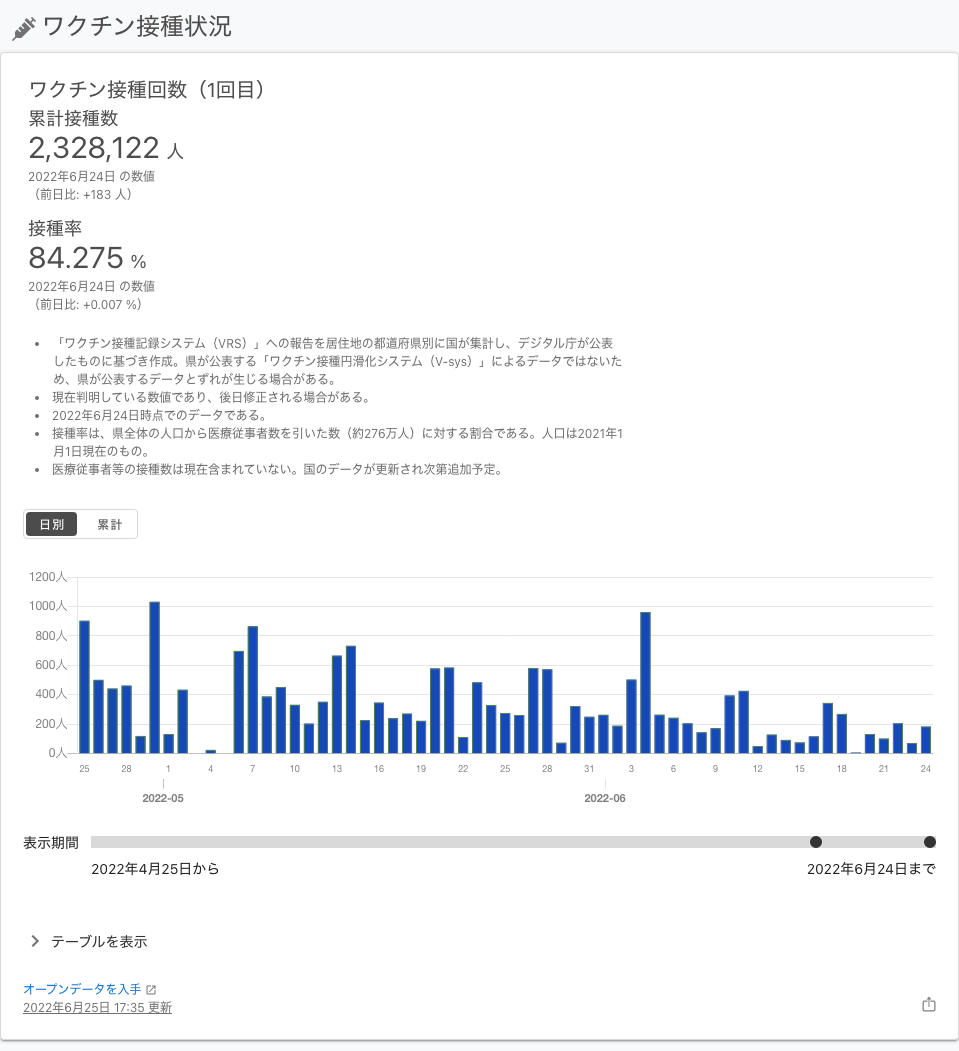 ワクチン接種状況
ワクチン接種回数（1回目）
累計接種数
2,328,122 人
2022年6月24日 の数値
（前日比: +183 人）
接種率
84.275 %
2022年6月24日 の数値
（前日比: +0.007 %）
• 「ワクチン接種記録システム（VRS）」への報告を居住地の都道府県別に国が集計し、デジタル庁が公表
したものに基づき作成。県が公表する「ワクチン接種円滑化システム（V-sys）」によるデータではないた
め、県が公表するデータとずれが生じる場合がある。
• 現在判明している数値であり、後日修正される場合がある。
• 2022年6月24日時点でのデータである。
• 接種率は、県全体の人口から医療従事者数を引いた数（約276万人）に対する割合である。人口は2021年1
月1日現在のもの。
• 医療従事者等の接種数は現在含まれていない。国のデータが更新され次第追加予定。
日別 累計
1200人
1000人
800人
600人
400人
200人
0人
25 28 1 4 7 10 13 16 19 22 25 28 31 3 6 9 12 15 18 21 24
2022-05 2022-06
表示期間
2022年4月25日から 2022年6月24日まで
テーブルを表示
オープンデータを入手
2022年6月25日 17:35 更新